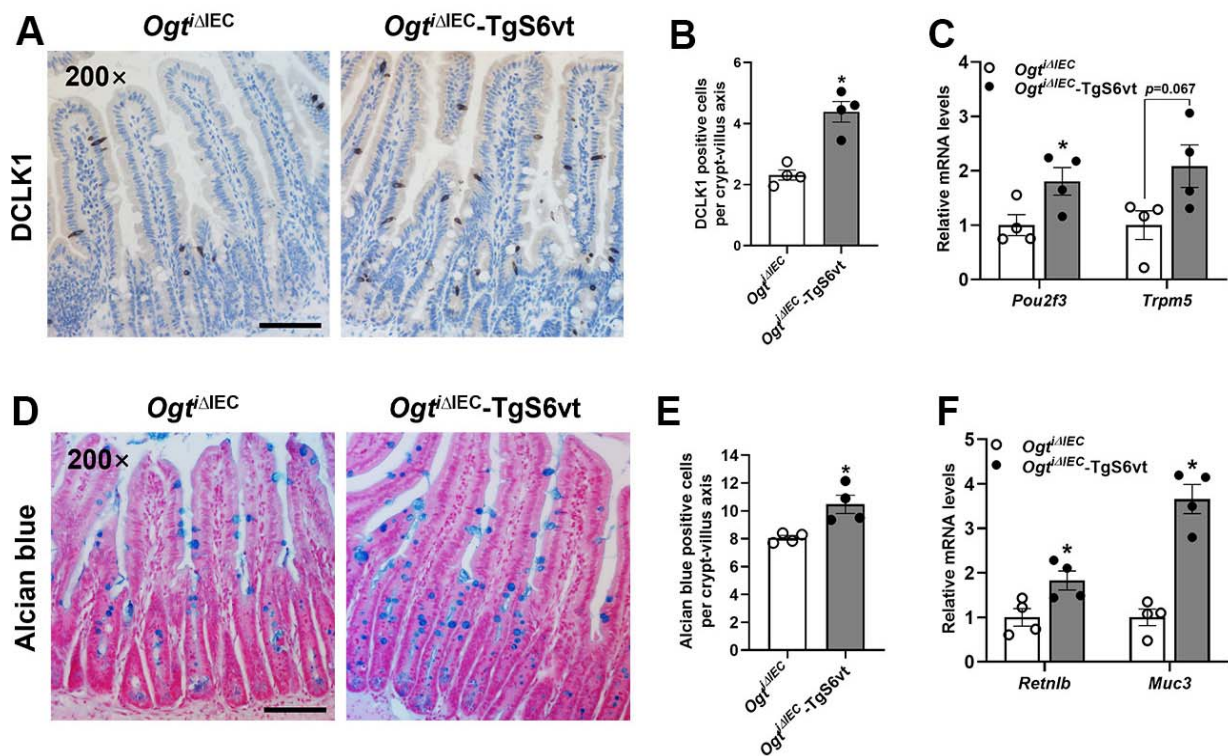 A
Ogt^iΔIEC
Ogt^iΔIEC-TgS6vt
200×
DCLK1
B
DCLK1 positive cells
per crypt-villus axis
6
4
2
0
Ogt^iΔIEC
Ogt^iΔIEC-TgS6vt
*
C
Relative mRNA levels
4
3
2
1
0
Ogt^iΔIEC
Ogt^iΔIEC-TgS6vt
*
p=0.067
Pou2f3
Trpm5
D
Ogt^iΔIEC
Ogt^iΔIEC-TgS6vt
200×
Alcian blue
E
Alcian blue positive cells
per crypt-villus axis
14
12
10
8
6
4
2
0
Ogt^iΔIEC
Ogt^iΔIEC-TgS6vt
*
F
Relative mRNA levels
5
4
3
2
1
0
Ogt^iΔIEC
Ogt^iΔIEC-TgS6vt
*
*
Retnlb
Muc3